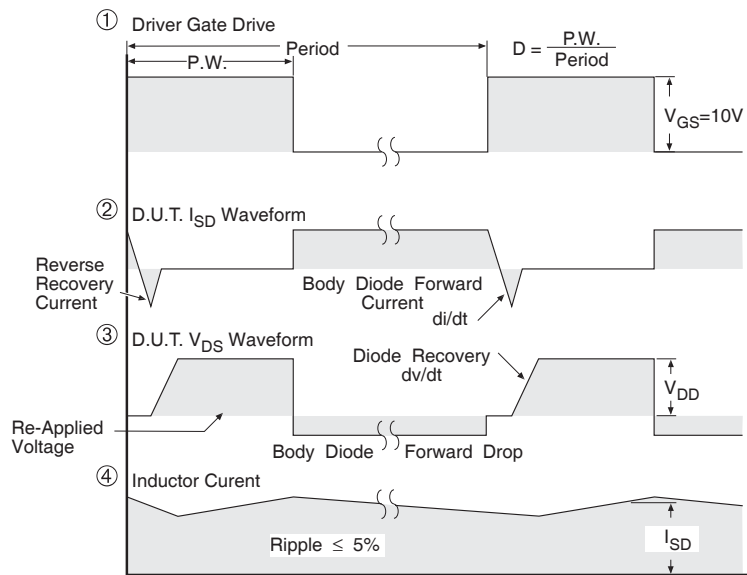 ① Driver Gate Drive
Period
P.W.
D = P.W. / Period
V_GS=10V
② D.U.T. I_SD Waveform
Reverse
Recovery
Current
Body Diode Forward
Current
di/dt
③ D.U.T. V_DS Waveform
Diode Recovery
dv/dt
V_DD
Re-Applied
Voltage
Body Diode Forward Drop
④ Inductor Curent
Ripple ≤ 5%
I_SD